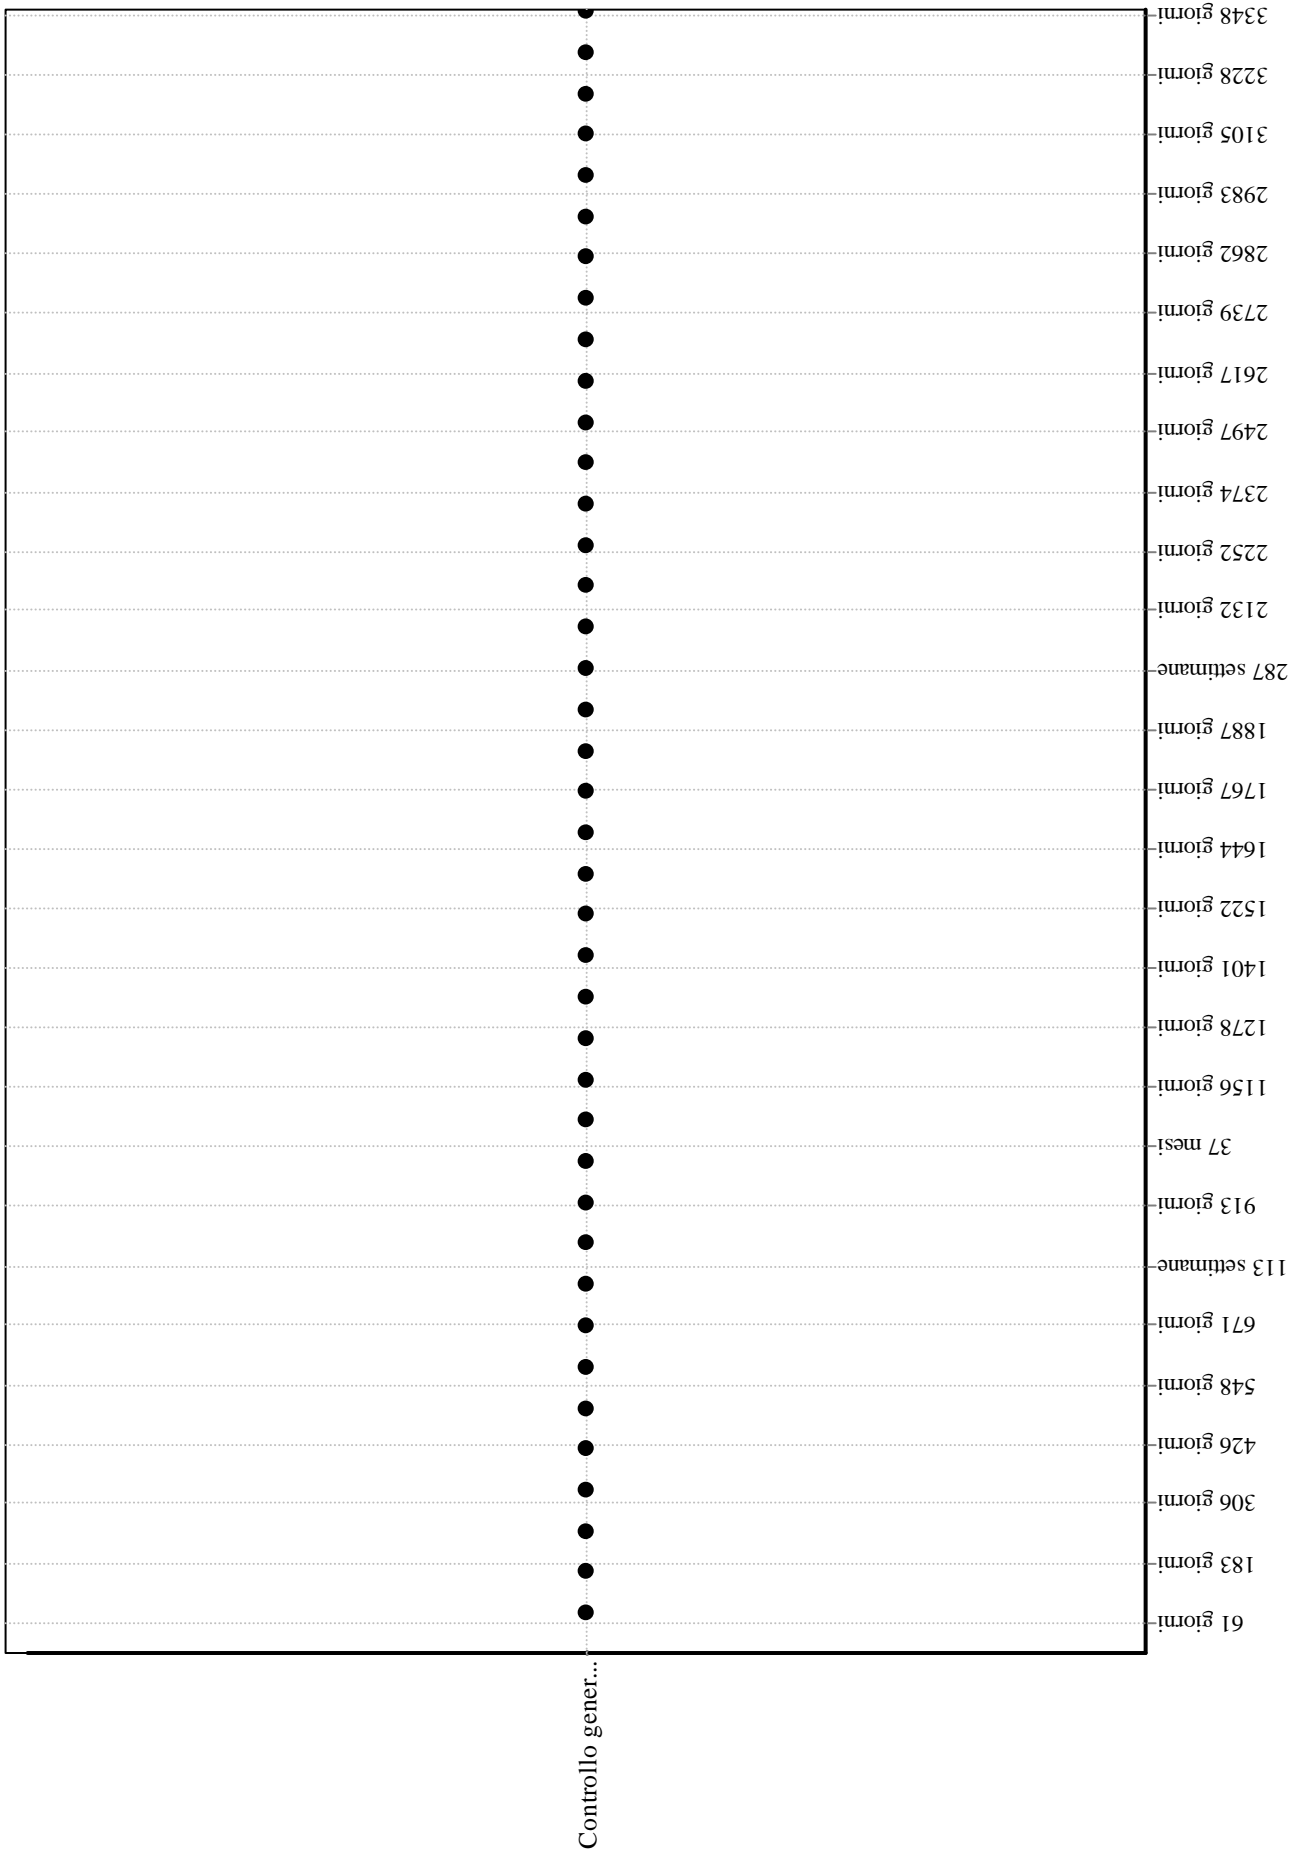 3348 giorni
3228 giorni
3105 giorni
2983 giorni
2862 giorni
2739 giorni
2617 giorni
2497 giorni
2374 giorni
2252 giorni
2132 giorni
287 settimane
1887 giorni
1767 giorni
1644 giorni
1522 giorni
1401 giorni
1278 giorni
1156 giorni
37 mesi
913 giorni
113 settimane
671 giorni
548 giorni
426 giorni
306 giorni
183 giorni
61 giorni
Controllo gener...